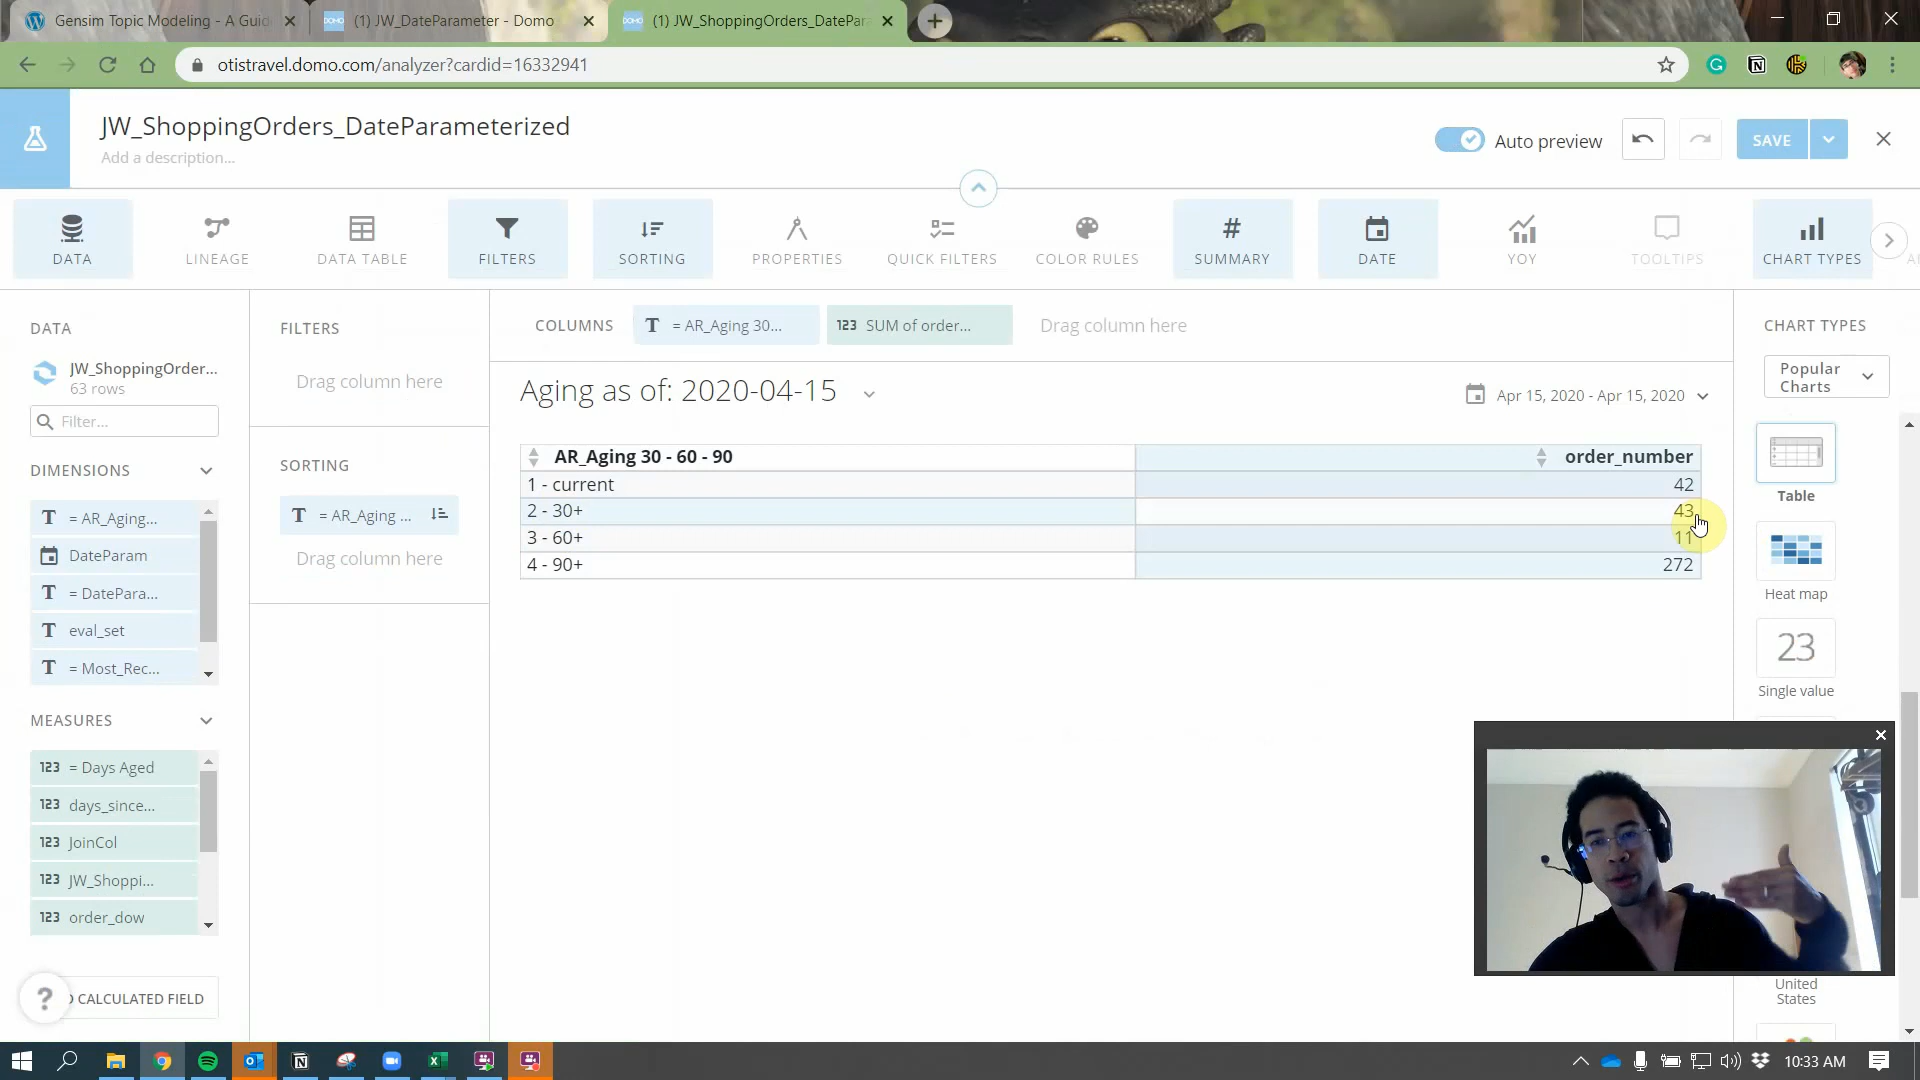 Gensim Topic Modeling - A Guid
(1) JW_DateParameter - Domo
(1) JW_ShoppingOrders_DatePar
otistravel.domo.com/analyzer?cardid=16332941
JW_ShoppingOrders_DateParameterized
Add a description...
Auto preview
SAVE
DATA
LINEAGE
DATA TABLE
FILTERS
SORTING
PROPERTIES
QUICK FILTERS
COLOR RULES
SUMMARY
DATE
YOY
TOOLTIPS
CHART TYPES
DATA
JW_ShoppingOrder...
63 rows
Filter...
DIMENSIONS
T = AR_Aging...
DateParam
T = DatePara...
T eval_set
T = Most_Rec...
MEASURES
123 = Days Aged
123 days_since...
123 JoinCol
123 JW_Shoppi...
123 order_dow
CALCULATED FIELD
FILTERS
Drag column here
SORTING
T = AR_Aging ...
Drag column here
COLUMNS T = AR_Aging 30... 123 SUM of order... Drag column here
Aging as of: 2020-04-15
Apr 15, 2020 - Apr 15, 2020
AR_Aging 30 - 60 - 90 order_number
1 - current 42
2 - 30+ 43
3 - 60+ 11
4 - 90+ 272
CHART TYPES
Popular
Charts
Table
Heat map
23
Single value
United
States
10:33 AM